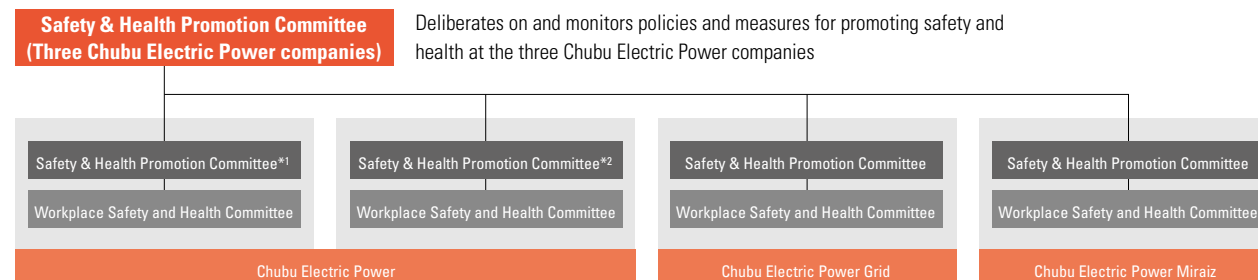 Safety & Health Promotion Committee
(Three Chubu Electric Power companies)
Deliberates on and monitors policies and measures for promoting safety and
health at the three Chubu Electric Power companies
Safety & Health Promotion Committee*1
Workplace Safety and Health Committee
Safety & Health Promotion Committee*2
Workplace Safety and Health Committee
Safety & Health Promotion Committee
Workplace Safety and Health Committee
Safety & Health Promotion Committee
Workplace Safety and Health Committee
Chubu Electric Power
Chubu Electric Power Grid
Chubu Electric Power Miraiz